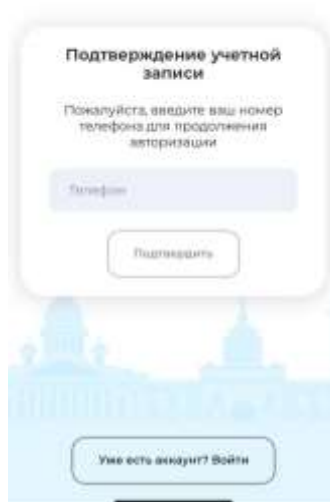 Подтверждение учетной
записи
Пожалуйста, введите ваш номер
телефона для продолжения
авторизации
Телефон
Подтвердить
Уже есть аккаунт? Войти